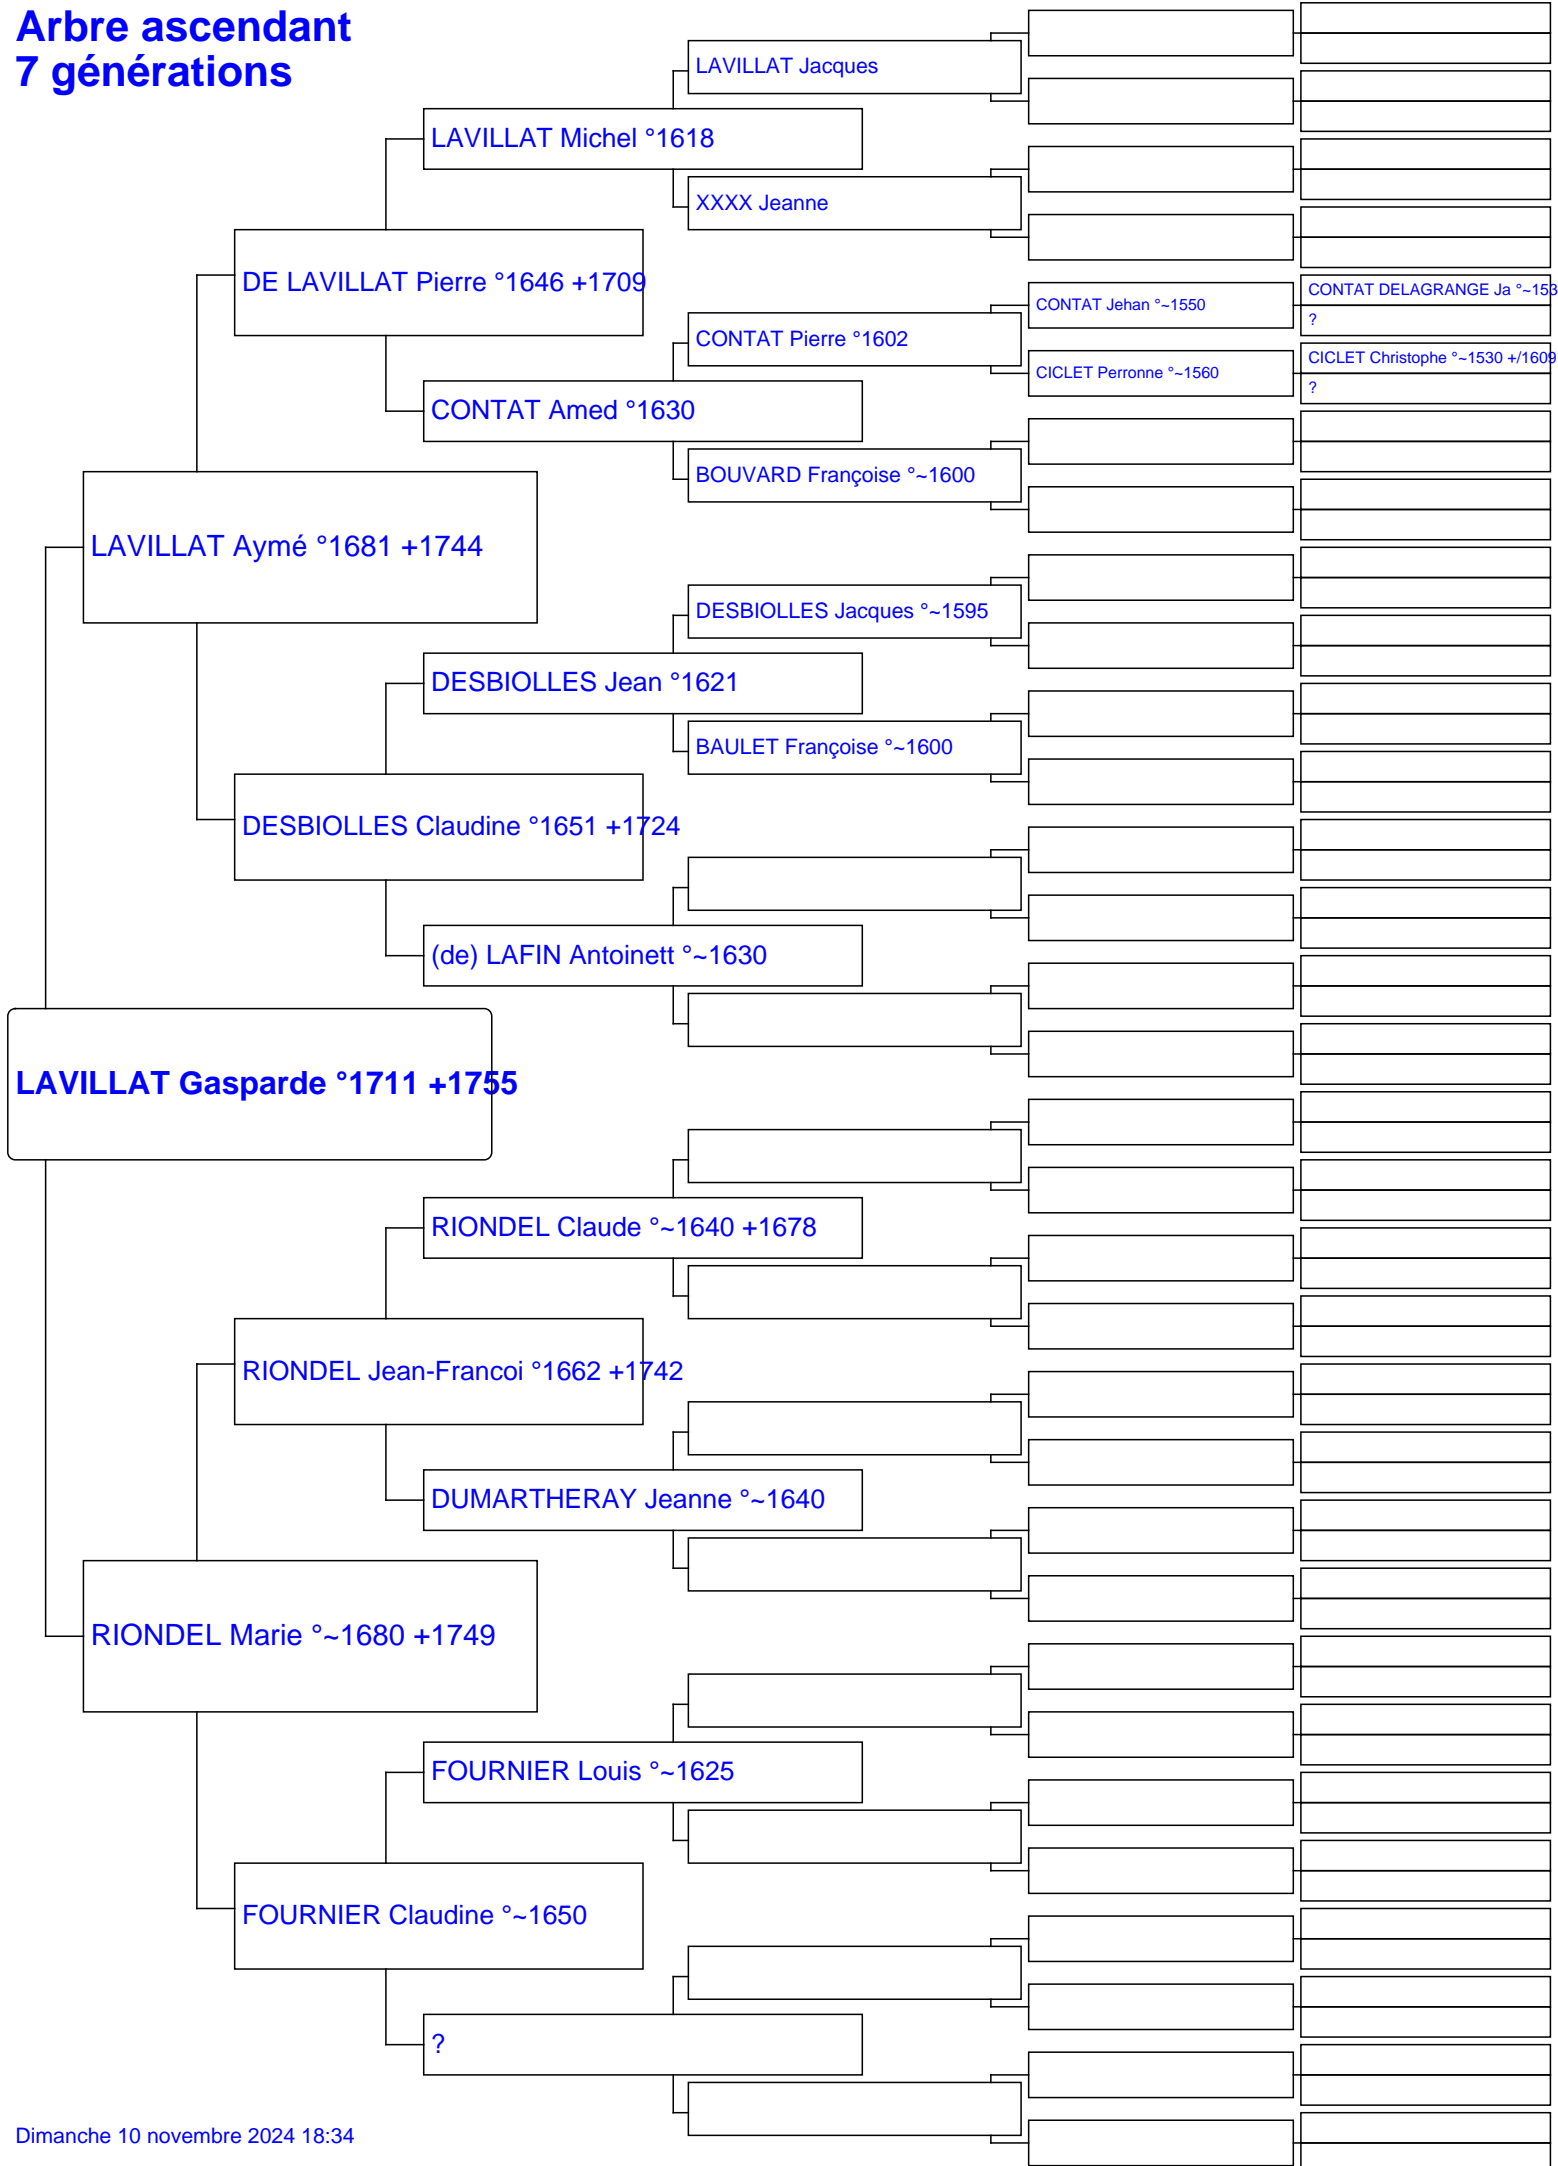 Arbre ascendant
7 générations
LAVILLAT Jacques
LAVILLAT Michel °1618
XXXX Jeanne
DE LAVILLAT Pierre °1646 +1709
CONTAT DELAGRANGE Ja °~153
CONTAT Jehan °~1550
?
CONTAT Pierre °1602
CICLET Christophe °~1530 +/1609
CICLET Perronne °~1560
?
CONTAT Amed °1630
BOUVARD Françoise °~1600
LAVILLAT Aymé °1681 +1744
DESBIOLLES Jacques °~1595
DESBIOLLES Jean °1621
BAULET Françoise °~1600
DESBIOLLES Claudine °1651 +1724
(de) LAFIN Antoinett °~1630
LAVILLAT Gasparde °1711 +1755
RIONDEL Claude °~1640 +1678
RIONDEL Jean-Francoi °1662 +1742
DUMARTHERAY Jeanne °~1640
RIONDEL Marie °~1680 +1749
FOURNIER Louis °~1625
FOURNIER Claudine °~1650
?
Dimanche 10 novembre 2024 18:34